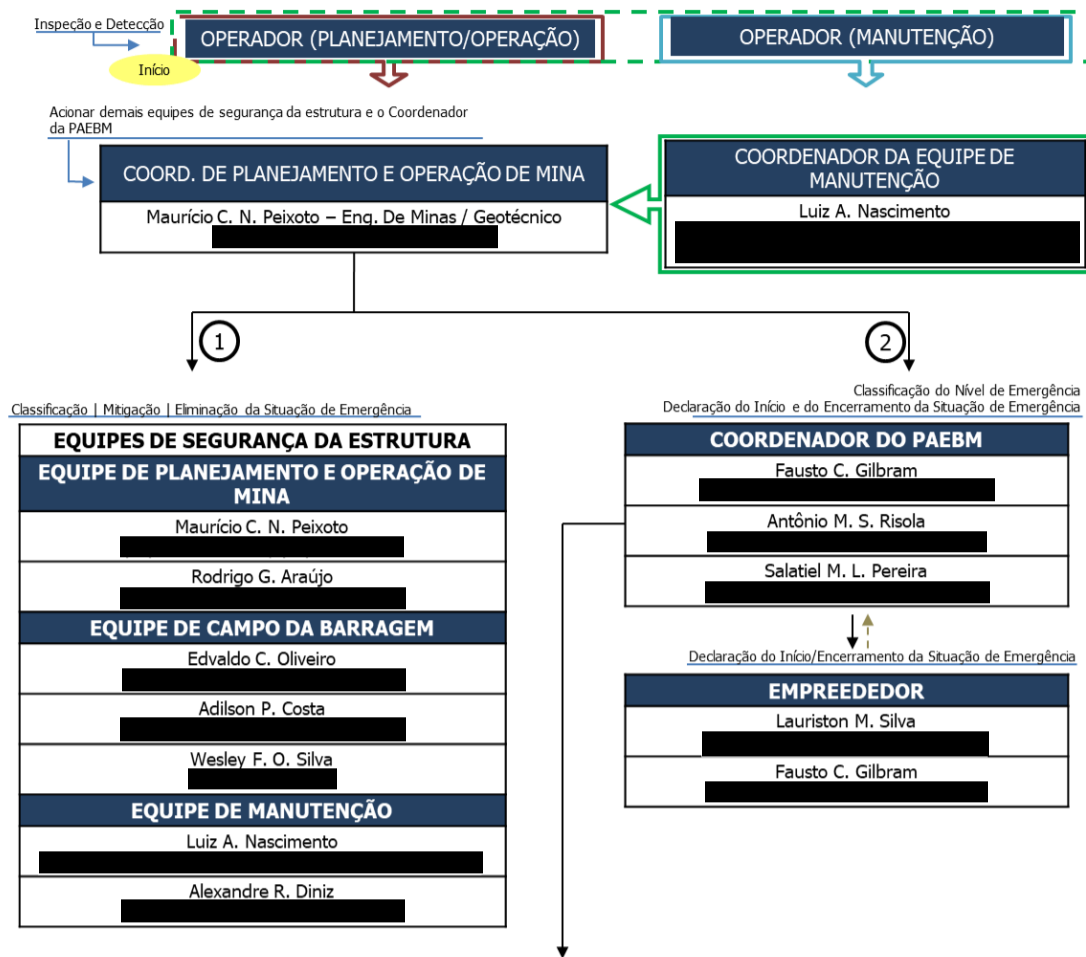 Inspeção e Detecção
Início
OPERADOR (PLANEJAMENTO/OPERAÇÃO)
OPERADOR (MANUTENÇÃO)
Acionar demais equipes de segurança da estrutura e o Coordenador
da PAEBM
COORD. DE PLANEJAMENTO E OPERAÇÃO DE MINA
Maurício C. N. Peixoto – Eng. De Minas / Geotécnico
COORDENADOR DA EQUIPE DE
MANUTENÇÃO
Luiz A. Nascimento
1
2
Classificação | Mitigação | Eliminação da Situação de Emergência
EQUIPES DE SEGURANÇA DA ESTRUTURA
EQUIPE DE PLANEJAMENTO E OPERAÇÃO DE
MINA
Maurício C. N. Peixoto
Rodrigo G. Araújo
EQUIPE DE CAMPO DA BARRAGEM
Edvaldo C. Oliveiro
Adilson P. Costa
Wesley F. O. Silva
EQUIPE DE MANUTENÇÃO
Luiz A. Nascimento
Alexandre R. Diniz
Classificação do Nível de Emergência
Declaração do Início e do Encerramento da Situação de Emergência
COORDENADOR DO PAEBM
Fausto C. Gilbram
Antônio M. S. Risola
Salatiel M. L. Pereira
Declaração do Início/Encerramento da Situação de Emergência
EMPREEDEDOR
Lauriston M. Silva
Fausto C. Gilbram